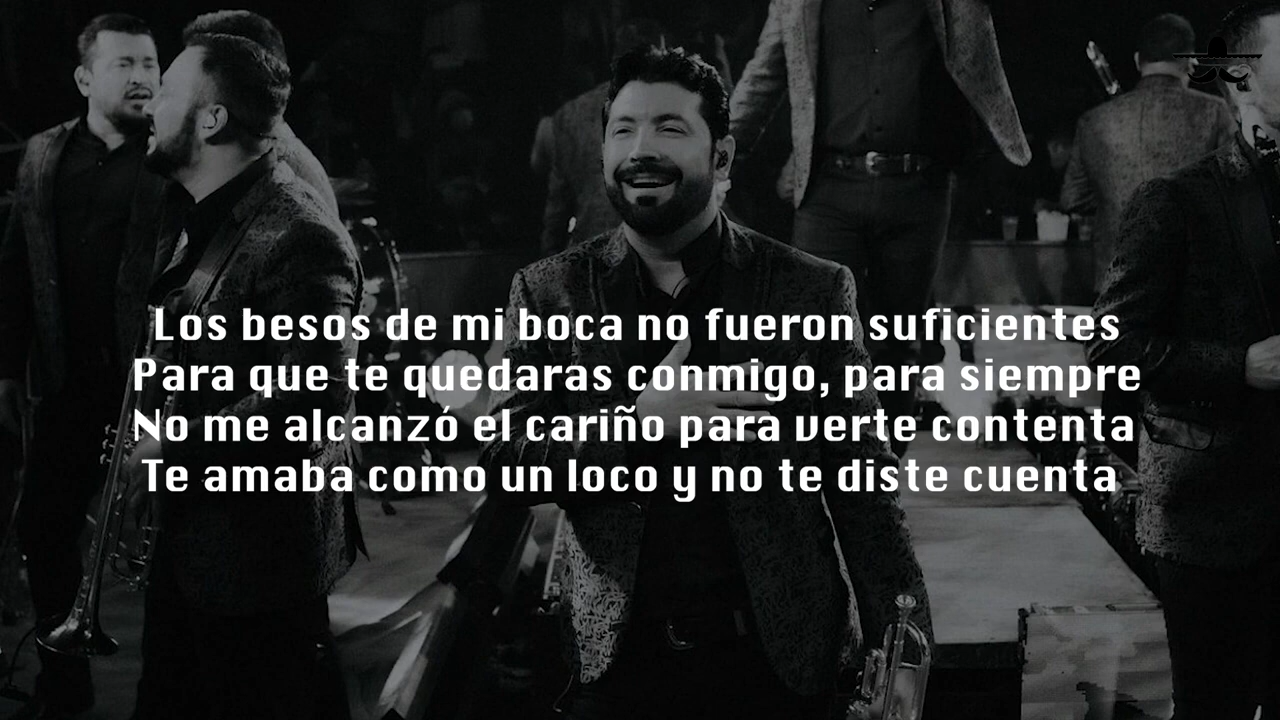 Los besos de mi boca no fueron suficientes
Para que te quedaras conmigo, para siempre
No me alcanzó el cariño para verte contenta
Te amaba como un loco y no te diste cuenta